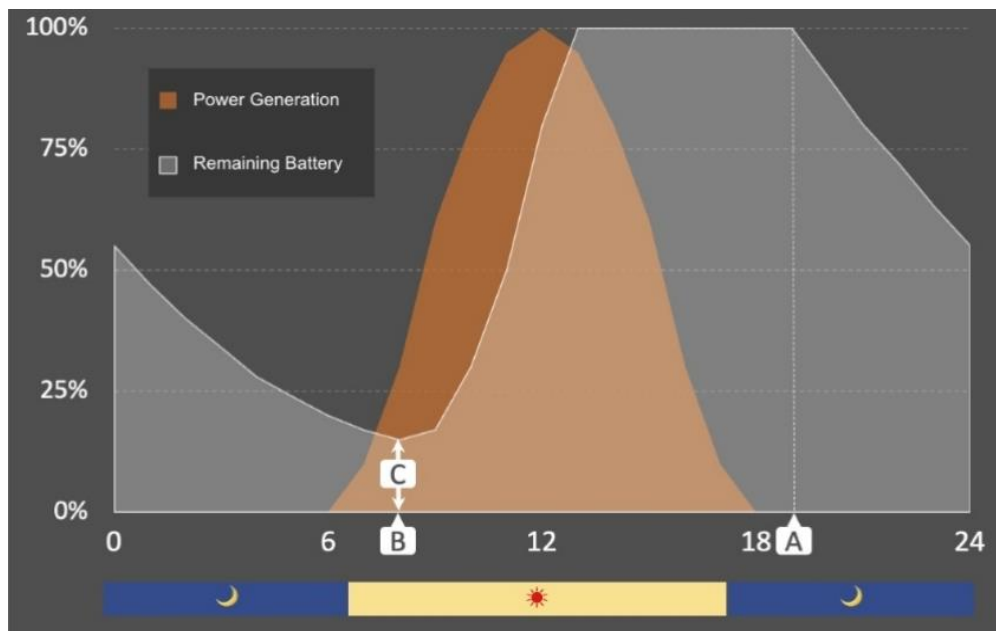 100%
Power Generation
75%
Remaining Battery
50%
25%
C
0%
0 6 B 12 18 A 24